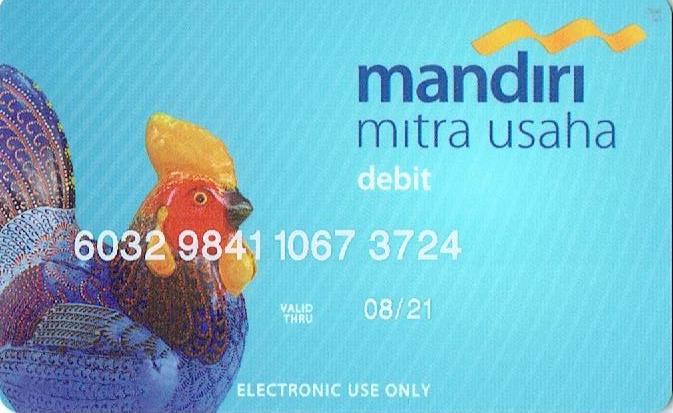 mandiri
mitra usaha
debit
6032 9841 1067 3724
VALID
THRU 08/21
ELECTRONIC USE ONLY